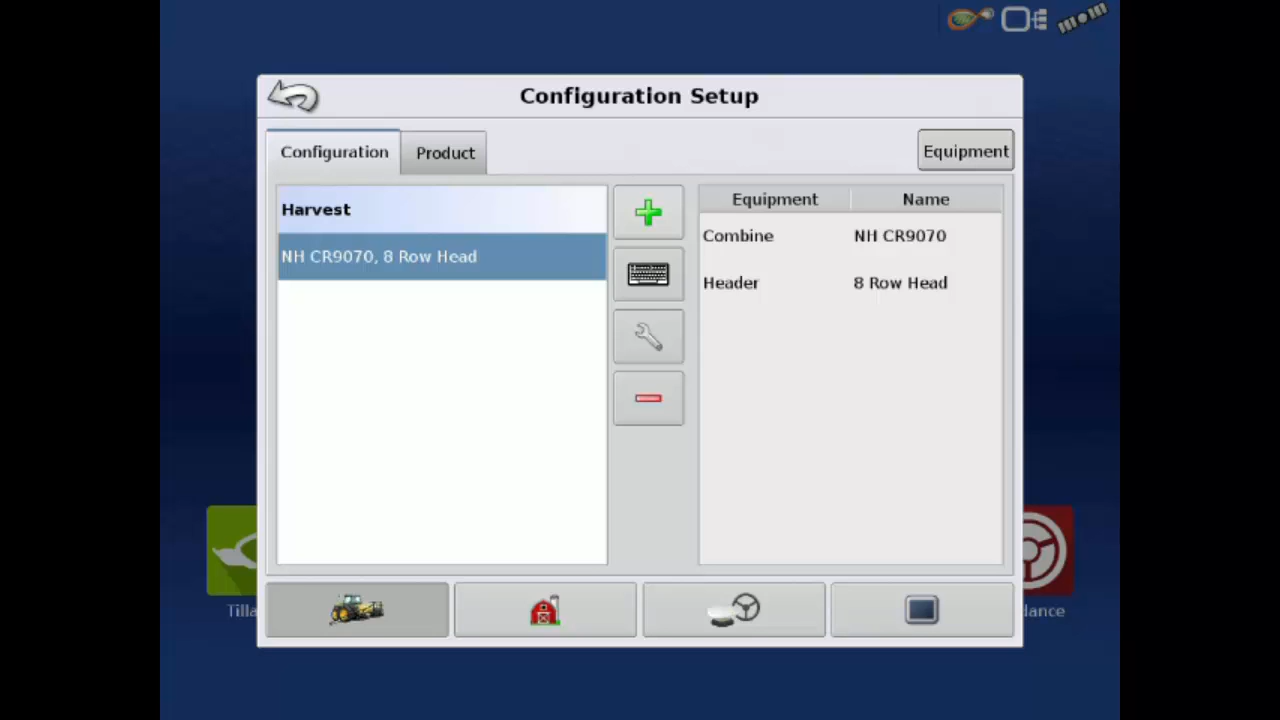 Configuration Setup
Configuration
Product
Equipment
Harvest
NH CR9070, 8 Row Head
Equipment Name
Combine NH CR9070
Header 8 Row Head
Tilla
dance